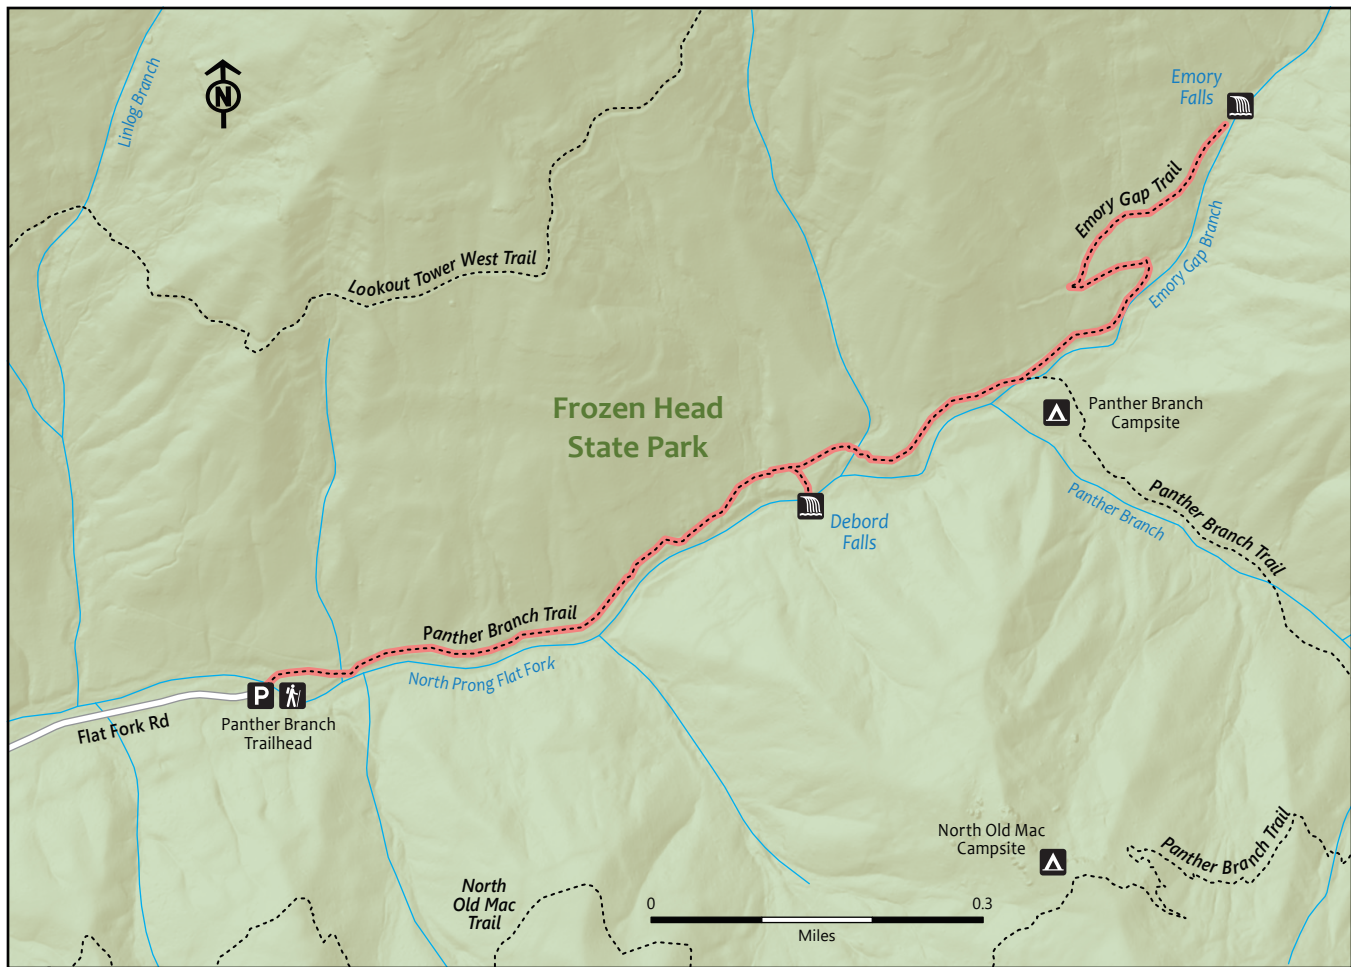 Emory
Falls
Linlog Branch
N
Emory Gap Trail
Emory Gap Branch
Lookout Tower West Trail
Frozen Head
State Park
Panther Branch
Campsite
Panther Branch Trail
Panther Branch
Debord
Falls
Panther Branch Trail
North Prong Flat Fork
P
Flat Fork Rd
Panther Branch
Trailhead
North Old Mac
Campsite
Panther Branch Trail
North
Old Mac
Trail
0 0.3
Miles